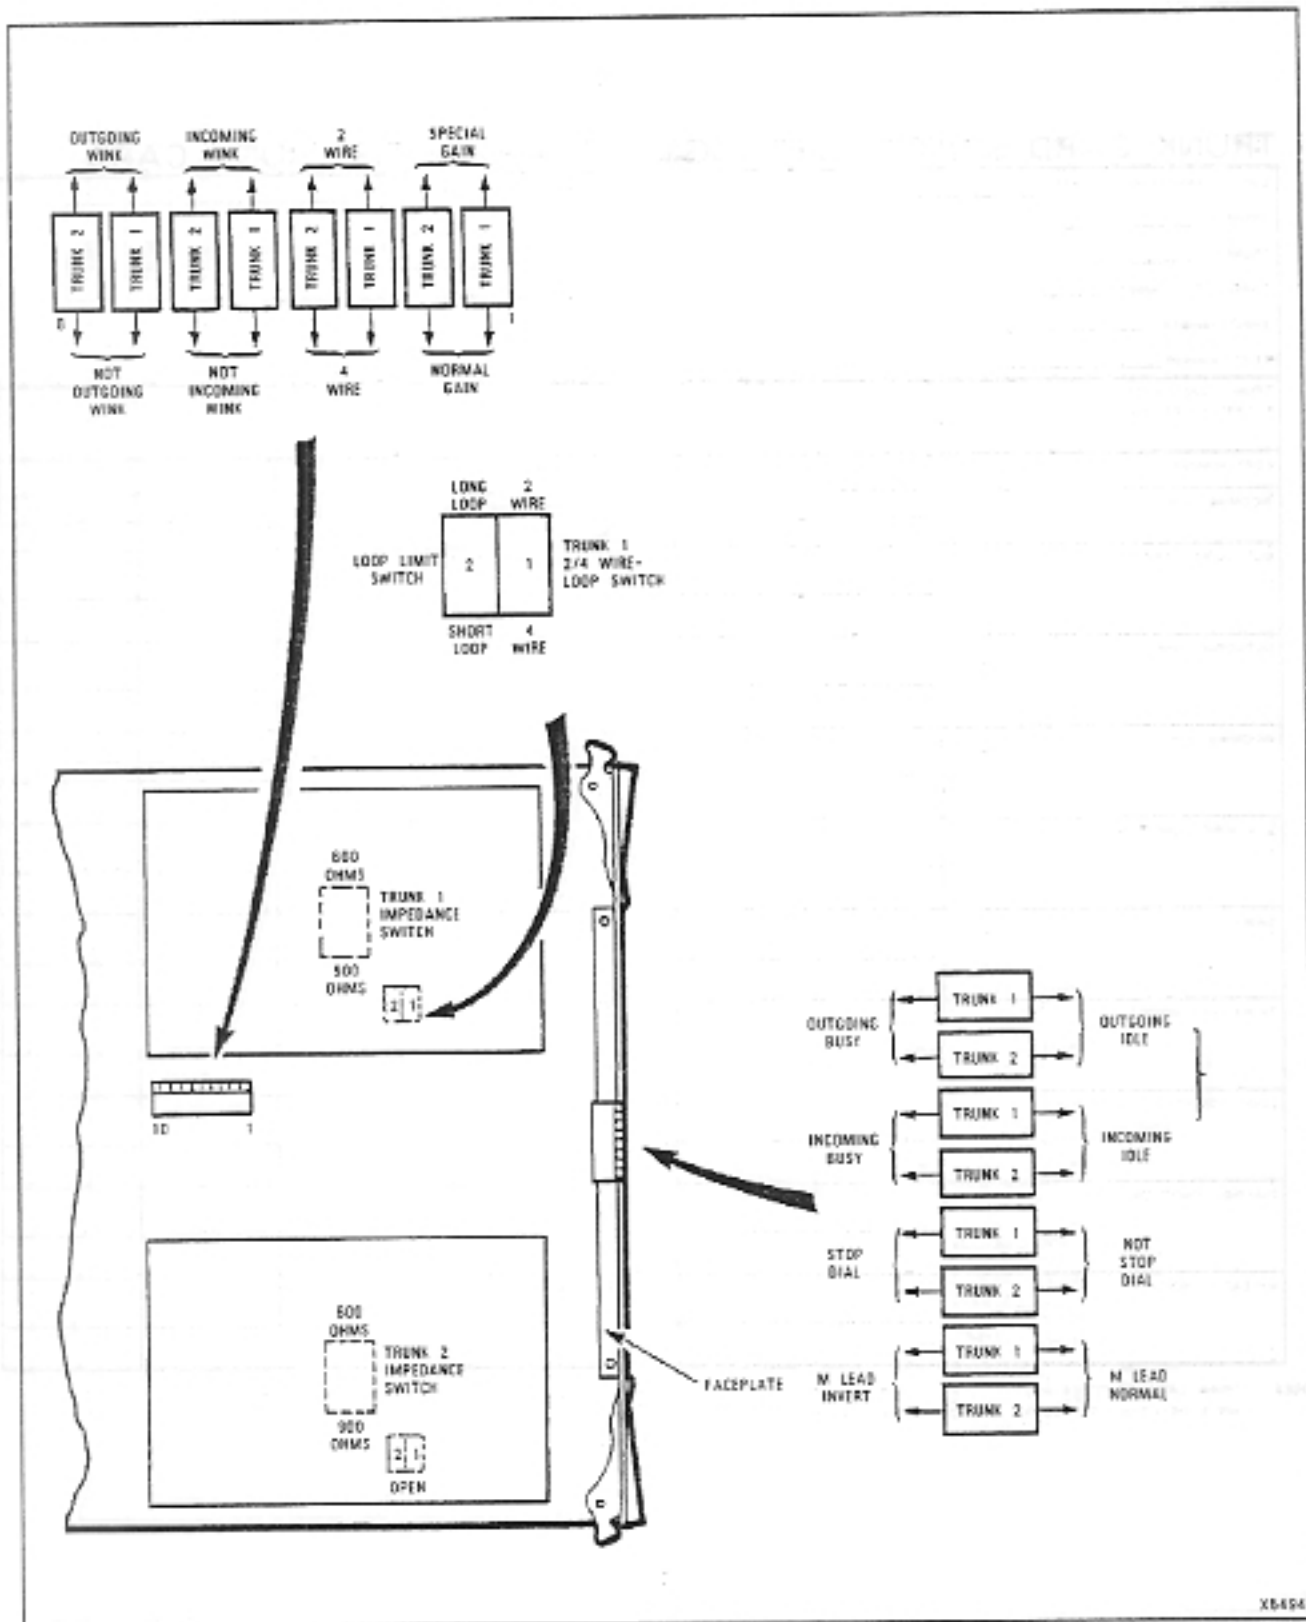 OUTGOING WINK
INCOMING WINK
2 WIRE
SPECIAL GAIN
TRUNK 2
TRUNK 1
TRUNK 2
TRUNK 1
TRUNK 2
TRUNK 1
TRUNK 2
TRUNK 1
8
1
NOT OUTGOING WINK
NOT INCOMING WINK
4 WIRE
NORMAL GAIN
LONG LOOP
2 WIRE
LOOP LIMIT SWITCH
2
1
TRUNK 1 2/4 WIRE- LOOP SWITCH
SHORT LOOP
4 WIRE
600 OHMS
TRUNK 1 IMPEDANCE SWITCH
900 OHMS
2 1
10
1
600 OHMS
TRUNK 2 IMPEDANCE SWITCH
900 OHMS
2 1
OPEN
FACEPLATE
OUTGOING BUSY
TRUNK 1
TRUNK 2
OUTGOING IDLE
INCOMING BUSY
TRUNK 1
TRUNK 2
INCOMING IDLE
STOP DIAL
TRUNK 1
TRUNK 2
NOT STOP DIAL
M LEAD INVERT
TRUNK 1
TRUNK 2
M LEAD NORMAL
X6494